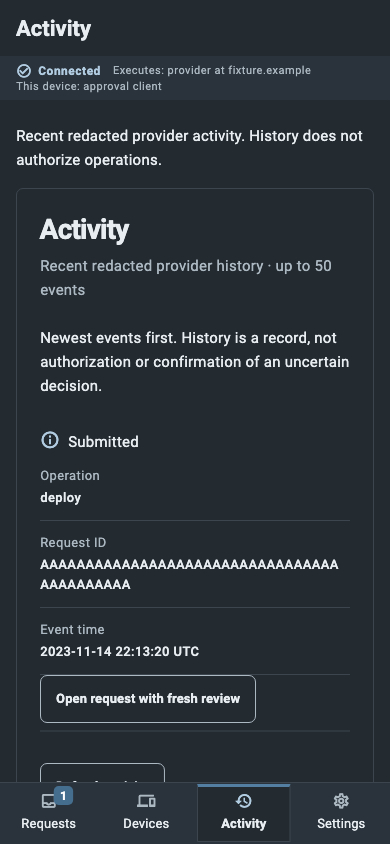 Activity
Connected Executes: provider at fixture.example
This device: approval client
Recent redacted provider activity. History does not
authorize operations.
Activity
Recent redacted provider history · up to 50
events
Newest events first. History is a record, not
authorization or confirmation of an uncertain
decision.
Submitted
Operation
deploy
Request ID
AAAAAAAAAAAAAAAAAAAAAAAAAAAAAAAAA
AAAAAAAAAA
Event time
2023-11-14 22:13:20 UTC
Open request with fresh review
1
Requests Devices Activity Settings